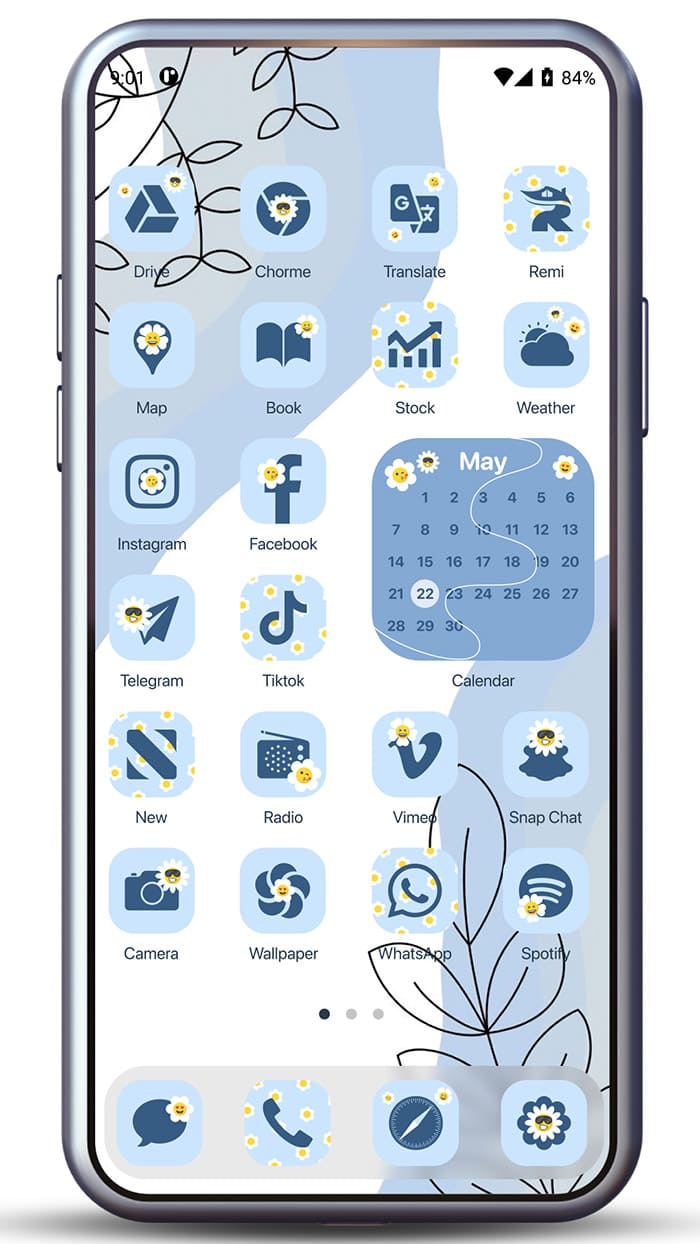 9:01 84%
Drive Chorme Translate Remi
G 文
Map Book Stock Weather
May
1 2 3 4 5 6
7 8 9 10 11 12 13
14 15 16 17 18 19 20
21 22 23 24 25 26 27
28 29 30
Instagram Facebook
Telegram Tiktok Calendar
New Radio Vimeo Snap Chat
Camera Wallpaper WhatsApp Spotify